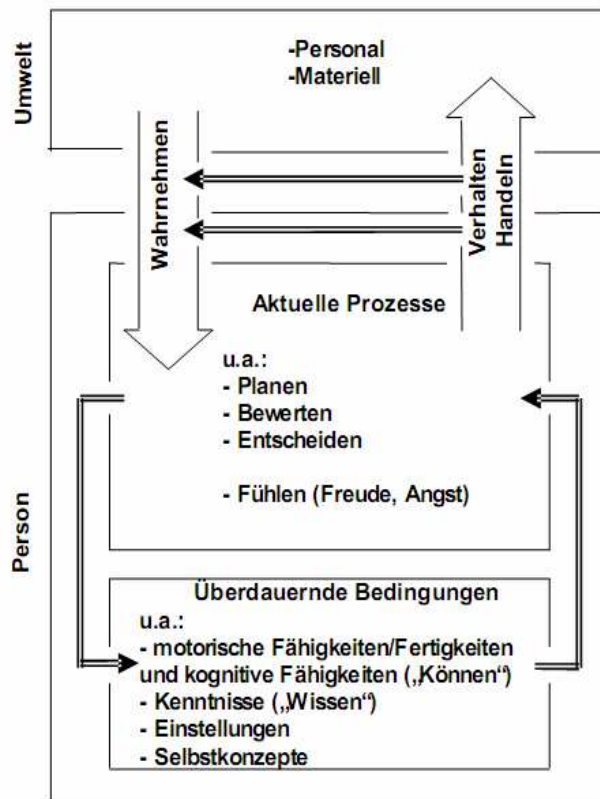 Umwelt
-Personal
-Materiell
Wahrnehmen
Verhalten
Handeln
Person
Aktuelle Prozesse
u.a.:
- Planen
- Bewerten
- Entscheiden
- Fühlen (Freude, Angst)
Überdauernde Bedingungen
u.a.:
- motorische Fähigkeiten/Fertigkeiten
und kognitive Fähigkeiten („Können“)
- Kenntnisse („Wissen“)
- Einstellungen
- Selbstkonzepte